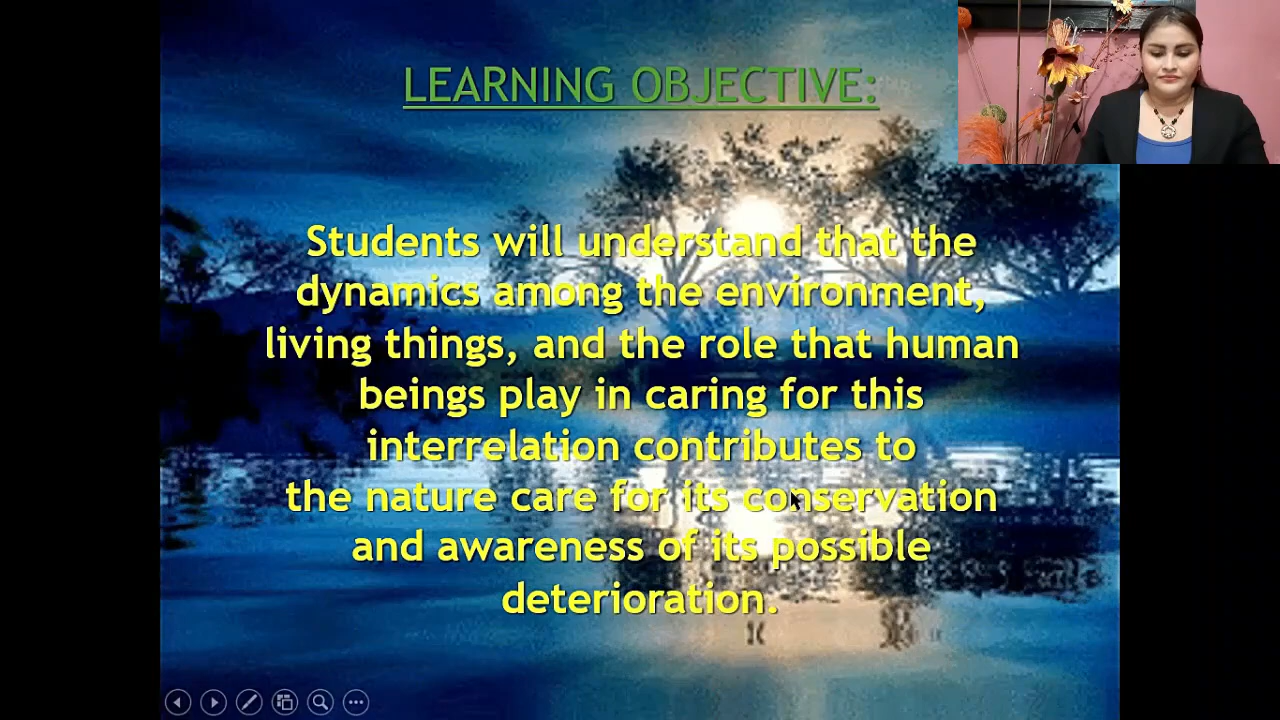 LEARNING OBJECTIVE:
Students will understand that the
dynamics among the environment,
living things, and the role that human
beings play in caring for this
interrelation contributes to
the nature care for its conservation
and awareness of its possible
deterioration.